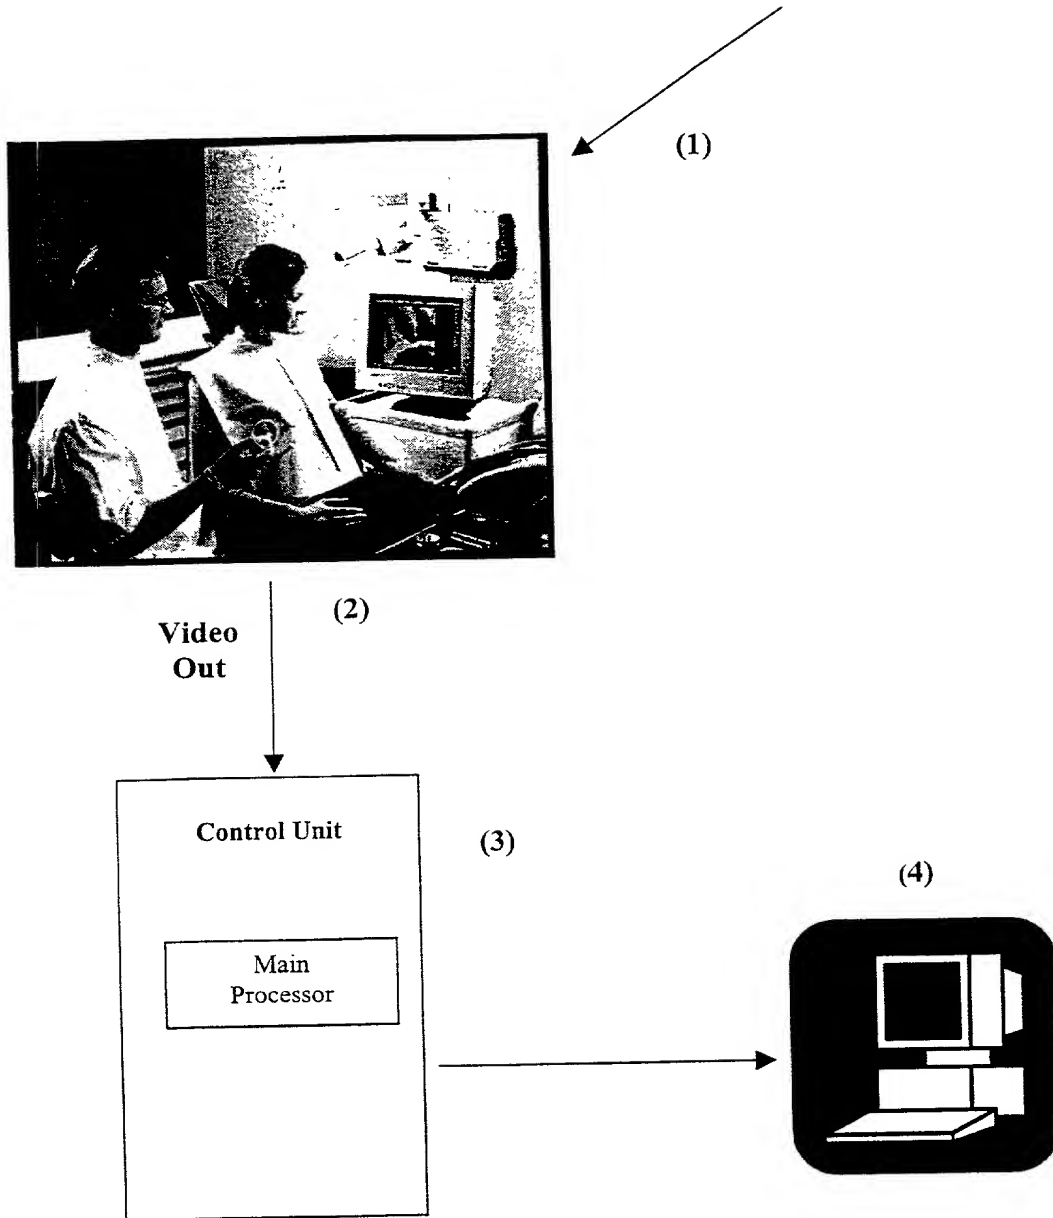 (1)
(2)
Video
Out
Control Unit
(3)
(4)
Main
Processor